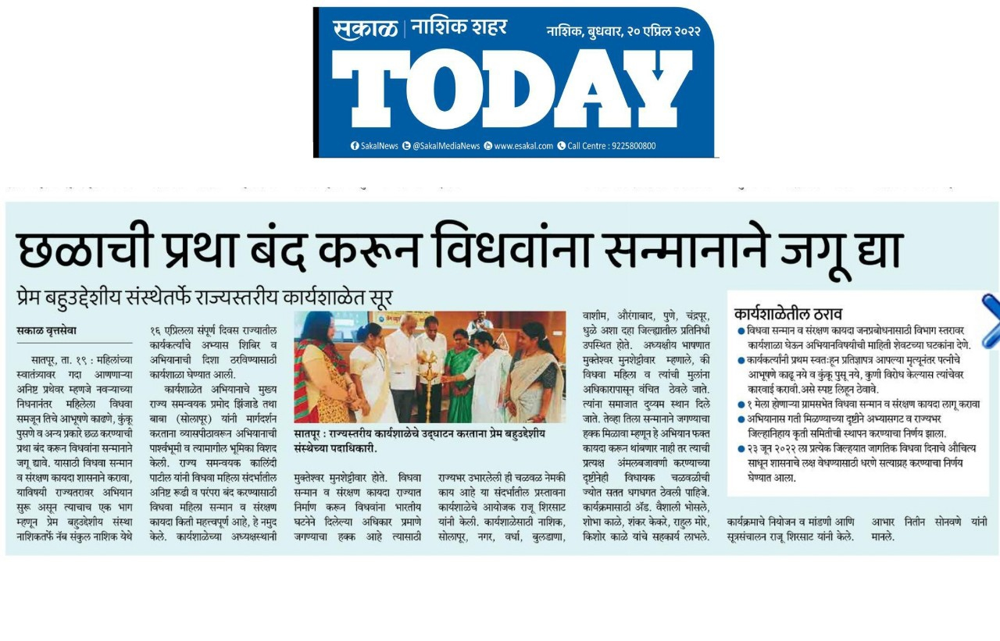 सकाळ | नाशिक शहर
नाशिक, बुधवार, २० एप्रिल २०२२
TODAY
SakalNews @SakalMediaNews www.esakal.com Call Centre : 9225800800
छळाची प्रथा बंद करून विधवांना सन्मानाने जगू द्या
प्रेम बहुउद्देशीय संस्थेतर्फे राज्यस्तरीय कार्यशाळेत सूर
सकाळ वृत्तसेवा
सातपूर, ता. १९ : महिलांच्या
स्वातंत्र्यावर गदा आणणाऱ्या
अनिष्ट प्रथेवर म्हणजे नवऱ्याच्या
निधनानंतर महिलेला विधवा
समजून तिचे आभूषणे काढणे, कुंकू
पुसणे व अन्य प्रकारे छळ करण्याची
प्रथा बंद करून विधवांना सन्मानाने
जगू द्यावे. यासाठी विधवा सन्मान
व संरक्षण कायदा शासनाने करावा,
याविषयी राज्यतरावर अभियान
सुरू असून त्याचाच एक भाग
म्हणून प्रेम बहुउद्देशीय संस्था
नाशिकतर्फे नॅब संकुल नाशिक येथे
१६ एप्रिलला संपूर्ण दिवस राज्यातील
कार्यकर्त्यांचे अभ्यास शिबिर व
अभियानाची दिशा ठरविण्यासाठी
कार्यशाळा घेण्यात आली.
कार्यशाळेत अभियानाचे मुख्य
राज्य समन्वयक प्रमोद झिंजाडे तथा
बाबा (सोलापूर) यांनी मार्गदर्शन
करताना व्यासपीठावरून अभियानाची
पार्श्वभूमी व त्यामागील भूमिका विशद
केली. राज्य समन्वयक कालिंदी
पाटील यांनी विधवा महिला संदर्भातील
अनिष्ट रूढी व परंपरा बंद करण्यासाठी
विधवा महिला सन्मान व संरक्षण
कायदा किती महत्त्वपूर्ण आहे, हे नमुद
केले. कार्यशाळेच्या अध्यक्षस्थानी
सातपूर : राज्यस्तरीय कार्यशाळेचे उद्घाटन करताना प्रेम बहुउद्देशीय
संस्थेच्या पदाधिकारी.
मुक्तेश्वर मुनशेट्टीवार होते. विधवा
सन्मान व संरक्षण कायदा राज्यात
निर्माण करून विधवांना भारतीय
घटनेने दिलेल्या अधिकार प्रमाणे
जगण्याचा हक्क आहे त्यासाठी
राज्यभर उभारलेली ही चळवळ नेमकी
काय आहे या संदर्भातील प्रस्तावना
कार्यशाळेचे आयोजक राजू शिरसाट
यांनी केली. कार्यशाळेसाठी नाशिक,
सोलापूर, नगर, वर्धा, बुलडाणा,
वाशीम, औरंगाबाद, पुणे, चंद्रपूर,
धुळे अशा दहा जिल्ह्यातील प्रतिनिधी
उपस्थित होते. अध्यक्षीय भाषणात
मुक्तेश्वर मुनशेट्टीवार म्हणाले, की
विधवा महिला व त्यांची मुलांना
अधिकारापासून वंचित ठेवले जाते.
त्यांना समाजात दुय्यम स्थान दिले
जाते. तेव्हा तिला सन्मानाने जगण्याचा
हक्क मिळावा म्हणून हे अभियान फक्त
कायदा करून थांबणार नाही तर त्याची
प्रत्यक्ष अंमलबजावणी करण्याच्या
दृष्टीनेही विधायक चळवळीची
ज्योत सतत धगधगत ठेवली पाहिजे.
कार्यक्रमासाठी अ‍ॅड. वैशाली भोसले,
शोभा काळे, शंकर केकरे, राहुल मोरे,
किशोर काळे यांचे सहकार्य लाभले.
कार्यशाळेतील ठराव
● विधवा सन्मान व संरक्षण कायदा जनप्रबोधनासाठी विभाग स्तरावर
कार्यशाळा घेऊन अभियानविषयीची माहिती शेवटच्या घटकांना देणे.
● कार्यकर्त्यांनी प्रथम स्वतःहून प्रतिज्ञापत्र आपल्या मृत्यूनंतर पत्नीचे
आभूषणे काढू नये व कुंकू पुसू नये, कुणी विरोध केल्यास त्यांचेवर
कारवाई करावी.असे स्पष्ट लिहून ठेवावे.
● १ मेला होणाऱ्या ग्रामसभेत विधवा सन्मान व संरक्षण कायदा लागू करावा
● अभियानास गती मिळण्याच्या दृष्टीने अभ्यासगट व राज्यभर
जिल्हानिहाय कृती समितीची स्थापन करण्याचा निर्णय झाला.
● २३ जून २०२२ ला प्रत्येक जिल्हयात जागतिक विधवा दिनाचे औचित्य
साधून शासनाचे लक्ष वेधण्यासाठी धरणे सत्याग्रह करण्याचा निर्णय
घेण्यात आला.
कार्यक्रमाचे नियोजन व मांडणी आणि
सूत्रसंचालन राजू शिरसाट यांनी केले.
आभार नितीन सोनवणे यांनी
मानले.